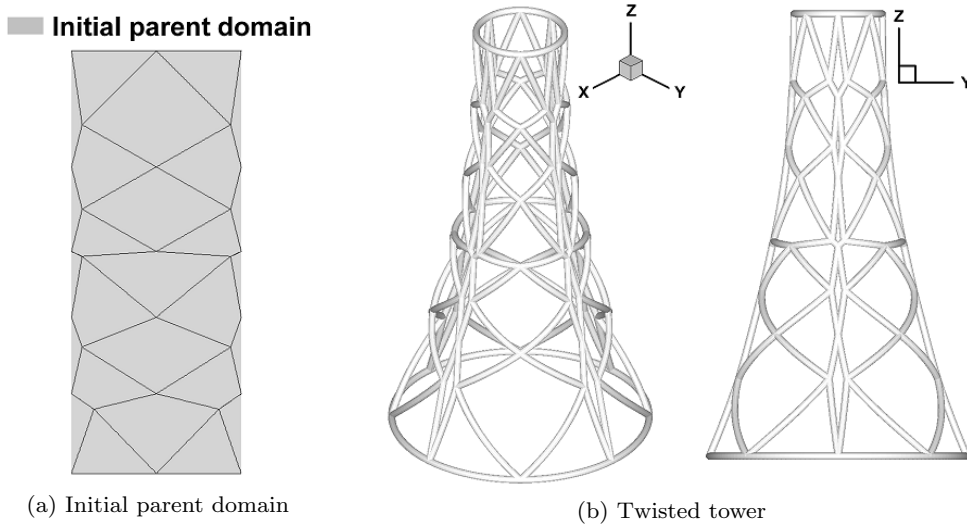 Initial parent domain
Z
X
Y
Z
Y
(a) Initial parent domain
(b) Twisted tower